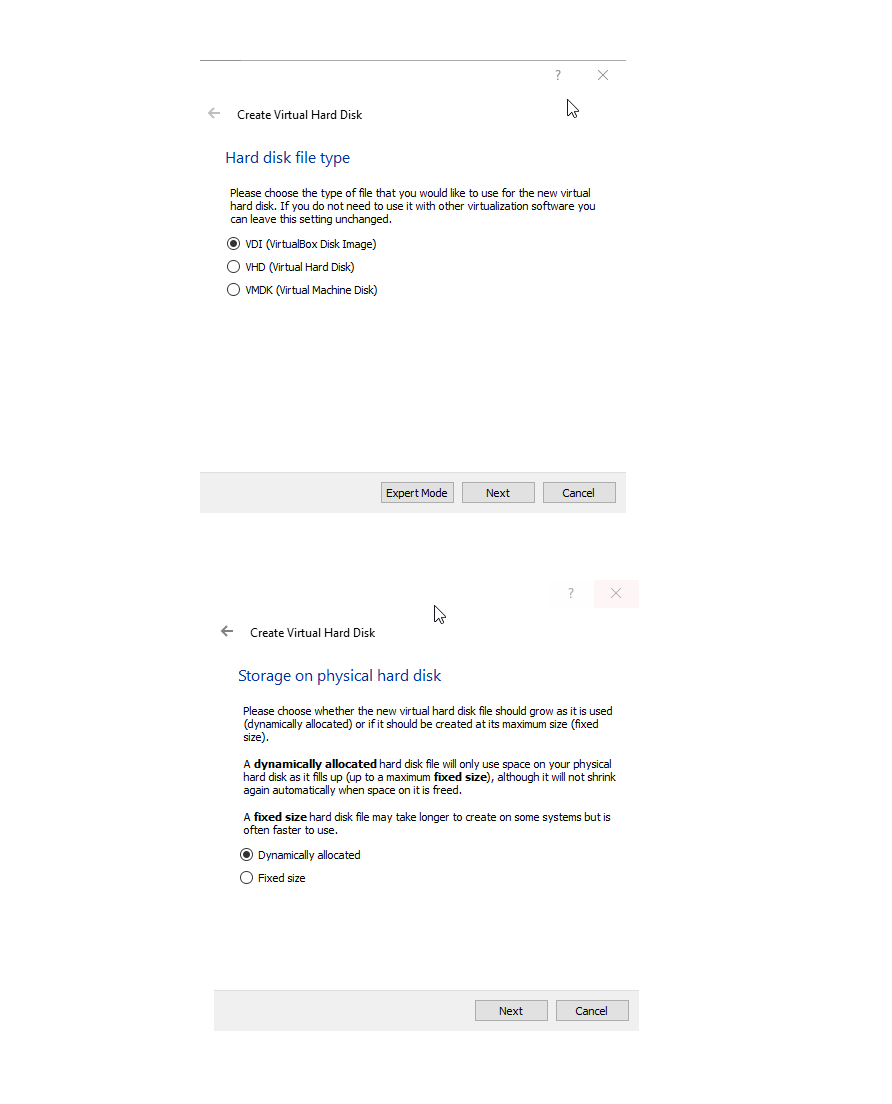 ?
Create Virtual Hard Disk
Hard disk file type
Please choose the type of file that you would like to use for the new virtual
hard disk. If you do not need to use it with other virtualization software you
can leave this setting unchanged.
VDI (VirtualBox Disk Image)
VHD (Virtual Hard Disk)
VMDK (Virtual Machine Disk)
Expert Mode Next Cancel
?
Create Virtual Hard Disk
Storage on physical hard disk
Please choose whether the new virtual hard disk file should grow as it is used
(dynamically allocated) or if it should be created at its maximum size (fixed
size).
A dynamically allocated hard disk file will only use space on your physical
hard disk as it fills up (up to a maximum fixed size), although it will not shrink
again automatically when space on it is freed.
A fixed size hard disk file may take longer to create on some systems but is
often faster to use.
Dynamically allocated
Fixed size
Next Cancel